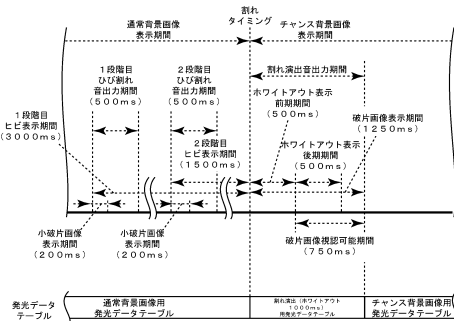 通常背景画像
表示期間
割れ
タイミング
チャンス背景画像
表示期間
割れ演出音出力期間
1段階目
ひび割れ
音出力期間
(500ms)
2段階目
ひび割れ
音出力期間
(500ms)
ホワイトアウト表示
前期期間
(500ms)
破片画像表示期間
(1250ms)
1段階目
ヒビ表示期間
(3000ms)
2段階目
ヒビ表示期間
(1500ms)
ホワイトアウト表示
後期期間
(500ms)
小破片画像
表示期間
(200ms)
小破片画像
表示期間
(200ms)
破片画像視認可能期間
(750ms)
発光データ
テーブル
通常背景画像用
発光データテーブル
割れ演出(ホワイトアウト
1000ms)
用発光データテーブル
チャンス背景画像用
発光データテーブル